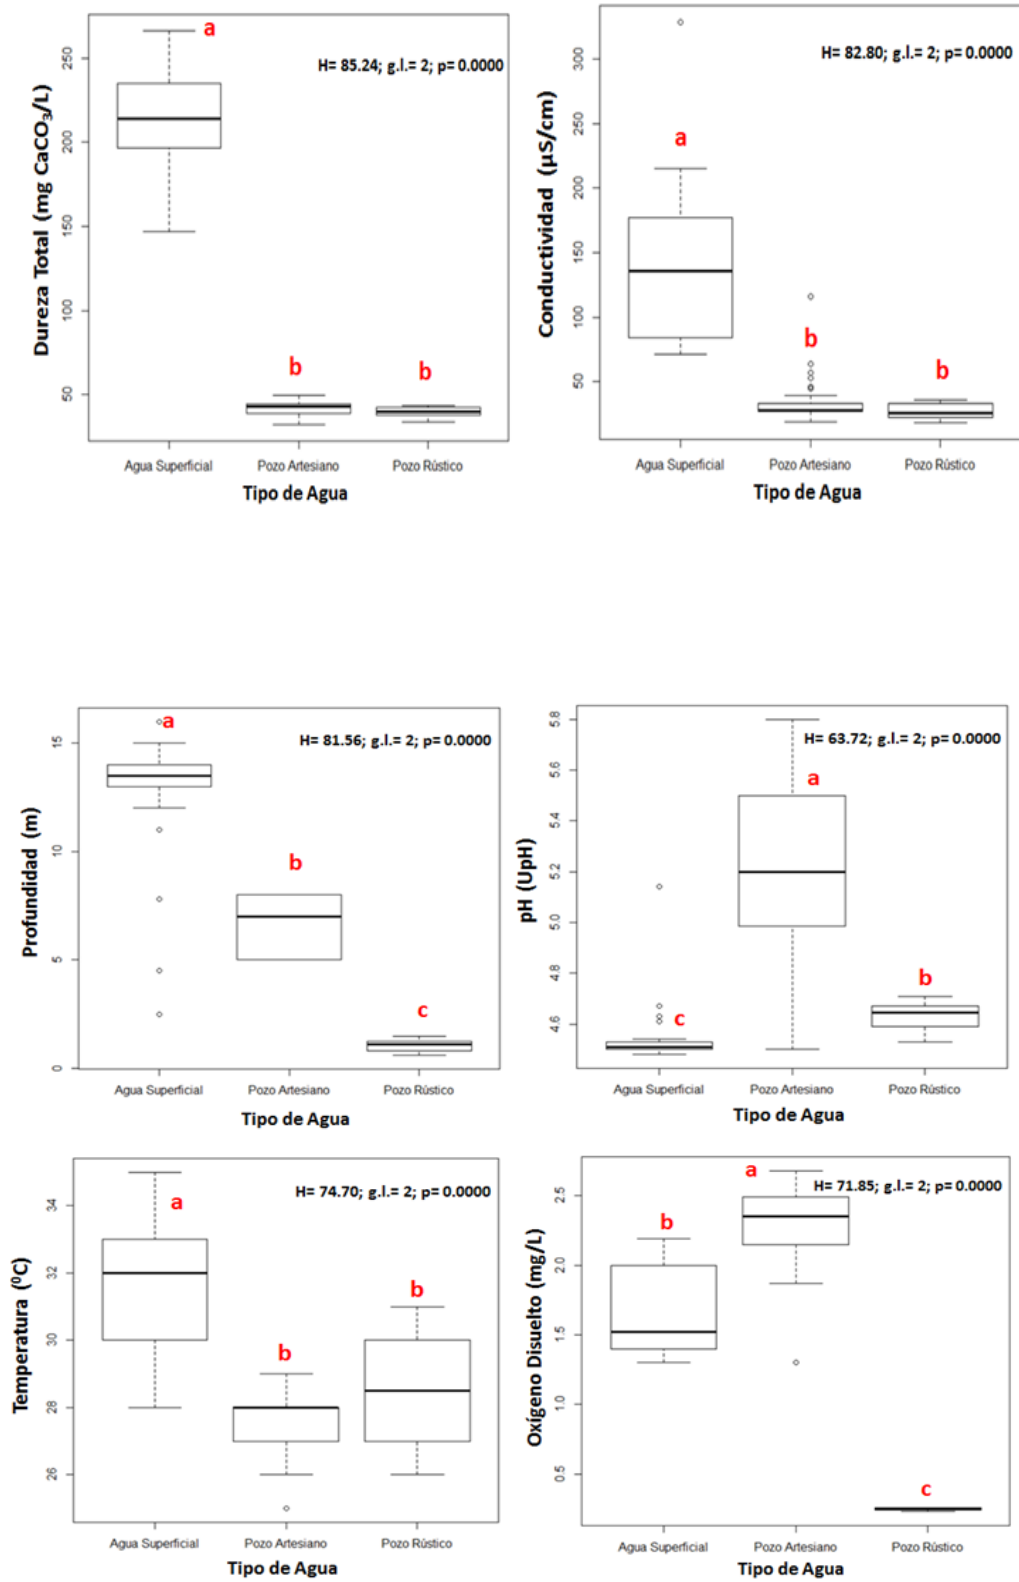 a
H= 85.24; g.l.= 2; p= 0.0000
Dureza Total (mg CaCO₃/L)
250
200
150
100
50
b
b
Agua Superficial
Pozo Artesiano
Pozo Rústico
Tipo de Agua
H= 82.80; g.l.= 2; p= 0.0000
Conductividad (µS/cm)
300
250
200
150
100
50
a
b
b
Agua Superficial
Pozo Artesiano
Pozo Rústico
Tipo de Agua
a
H= 81.56; g.l.= 2; p= 0.0000
Profundidad (m)
15
10
5
0
b
c
Agua Superficial
Pozo Artesiano
Pozo Rústico
Tipo de Agua
H= 63.72; g.l.= 2; p= 0.0000
pH (UpH)
5.8
5.6
5.4
5.2
5.0
4.8
4.6
a
b
c
Agua Superficial
Pozo Artesiano
Pozo Rústico
Tipo de Agua
H= 74.70; g.l.= 2; p= 0.0000
Temperatura (⁰C)
34
32
30
28
26
a
b
b
Agua Superficial
Pozo Artesiano
Pozo Rústico
Tipo de Agua
a
H= 71.85; g.l.= 2; p= 0.0000
Oxígeno Disuelto (mg/L)
2.5
2.0
1.5
1.0
0.5
b
c
Agua Superficial
Pozo Artesiano
Pozo Rústico
Tipo de Agua